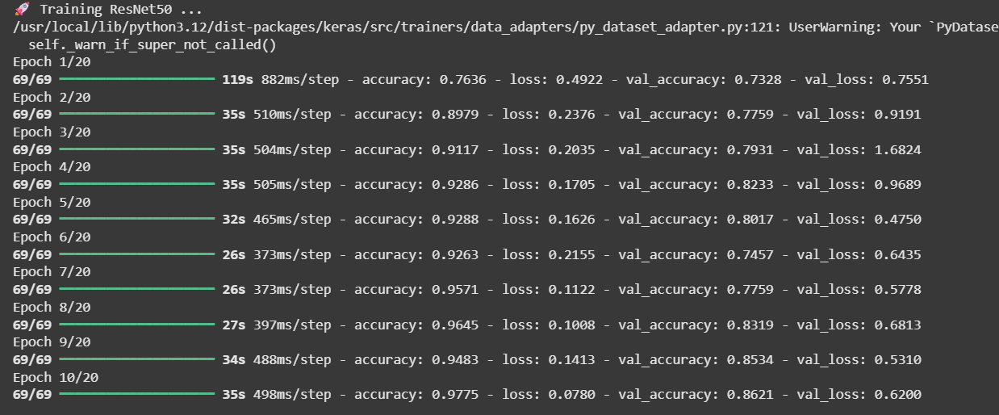 🚀 Training ResNet50 ...
/usr/local/lib/python3.12/dist-packages/keras/src/trainers/data_adapters/py_dataset_adapter.py:121: UserWarning: Your `PyDatase
self._warn_if_super_not_called()
Epoch 1/20
69/69 ━━━━━━━━━━━━━━━━━━━━ 119s 882ms/step - accuracy: 0.7636 - loss: 0.4922 - val_accuracy: 0.7328 - val_loss: 0.7551
Epoch 2/20
69/69 ━━━━━━━━━━━━━━━━━━━━ 35s 510ms/step - accuracy: 0.8979 - loss: 0.2376 - val_accuracy: 0.7759 - val_loss: 0.9191
Epoch 3/20
69/69 ━━━━━━━━━━━━━━━━━━━━ 35s 504ms/step - accuracy: 0.9117 - loss: 0.2035 - val_accuracy: 0.7931 - val_loss: 1.6824
Epoch 4/20
69/69 ━━━━━━━━━━━━━━━━━━━━ 35s 505ms/step - accuracy: 0.9286 - loss: 0.1705 - val_accuracy: 0.8233 - val_loss: 0.9689
Epoch 5/20
69/69 ━━━━━━━━━━━━━━━━━━━━ 32s 465ms/step - accuracy: 0.9288 - loss: 0.1626 - val_accuracy: 0.8017 - val_loss: 0.4750
Epoch 6/20
69/69 ━━━━━━━━━━━━━━━━━━━━ 26s 373ms/step - accuracy: 0.9263 - loss: 0.2155 - val_accuracy: 0.7457 - val_loss: 0.6435
Epoch 7/20
69/69 ━━━━━━━━━━━━━━━━━━━━ 26s 373ms/step - accuracy: 0.9571 - loss: 0.1122 - val_accuracy: 0.7759 - val_loss: 0.5778
Epoch 8/20
69/69 ━━━━━━━━━━━━━━━━━━━━ 27s 397ms/step - accuracy: 0.9645 - loss: 0.1008 - val_accuracy: 0.8319 - val_loss: 0.6813
Epoch 9/20
69/69 ━━━━━━━━━━━━━━━━━━━━ 34s 488ms/step - accuracy: 0.9483 - loss: 0.1413 - val_accuracy: 0.8534 - val_loss: 0.5310
Epoch 10/20
69/69 ━━━━━━━━━━━━━━━━━━━━ 35s 498ms/step - accuracy: 0.9775 - loss: 0.0780 - val_accuracy: 0.8621 - val_loss: 0.6200